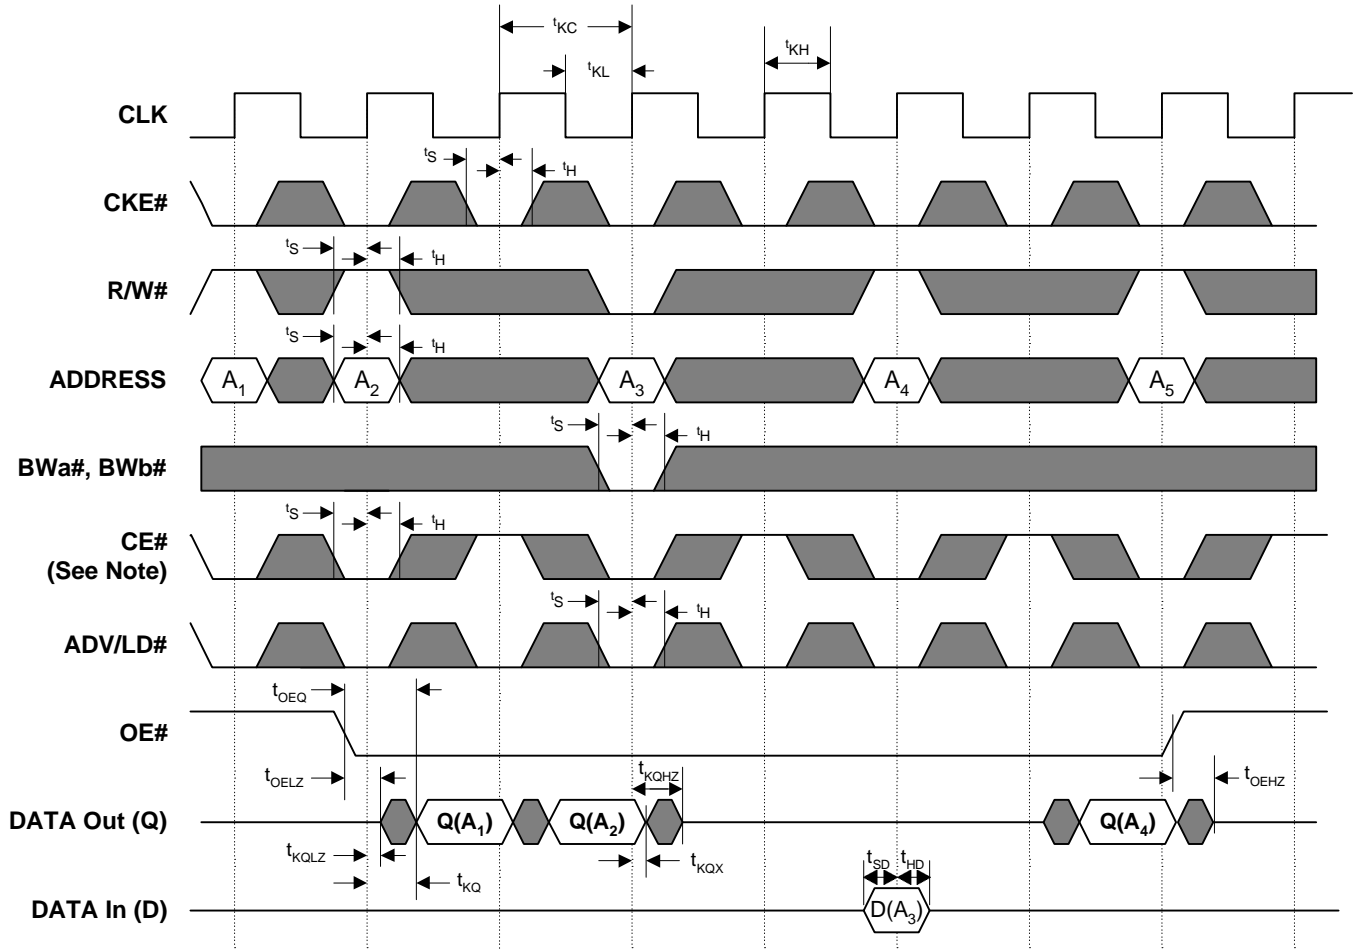 tKC
tKH
tKL
CLK
tS
tH
CKE#
tS
tH
R/W#
tS
tH
ADDRESS
A1
A2
A3
A4
A5
tS
tH
BWa#, BWb#
tS
tH
CE#
(See Note)
tS
tH
ADV/LD#
tOEQ
OE#
tOELZ
tKQHZ
tOEHZ
DATA Out (Q)
Q(A1)
Q(A2)
Q(A4)
tKQLZ
tKQX
tKQ
tSD
tHD
DATA In (D)
D(A3)